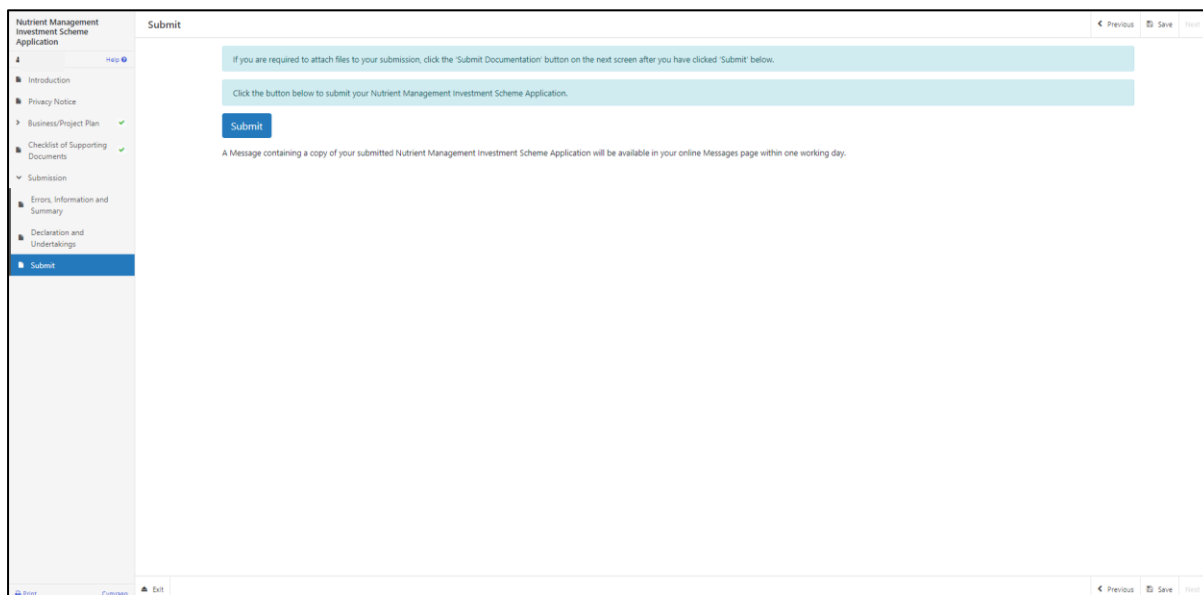 Nutrient Management
Investment Scheme
Application
Help
Introduction
Privacy Notice
Business/Project Plan
Checklist of Supporting
Documents
Submission
Errors, Information and
Summary
Declaration and
Undertakings
Submit
Print Cymraeg
Submit
Previous Save Next
If you are required to attach files to your submission, click the 'Submit Documentation' button on the next screen after you have clicked 'Submit' below.
Click the button below to submit your Nutrient Management Investment Scheme Application.
Submit
A Message containing a copy of your submitted Nutrient Management Investment Scheme Application will be available in your online Messages page within one working day.
Exit
Previous Save Next